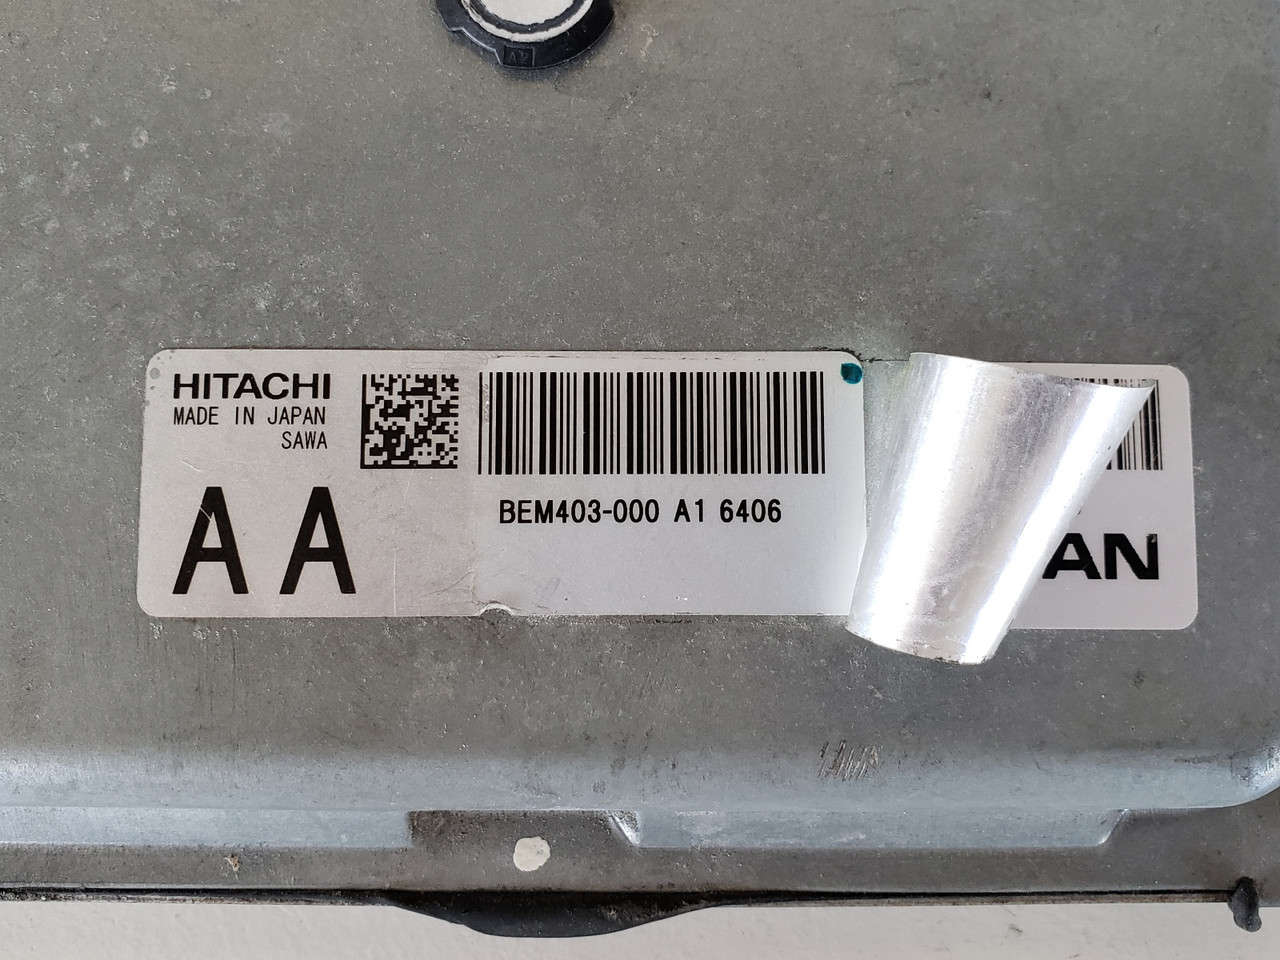 HITACHI
MADE IN JAPAN
SAWA
AA
BEM403-000 A1 6406
AN